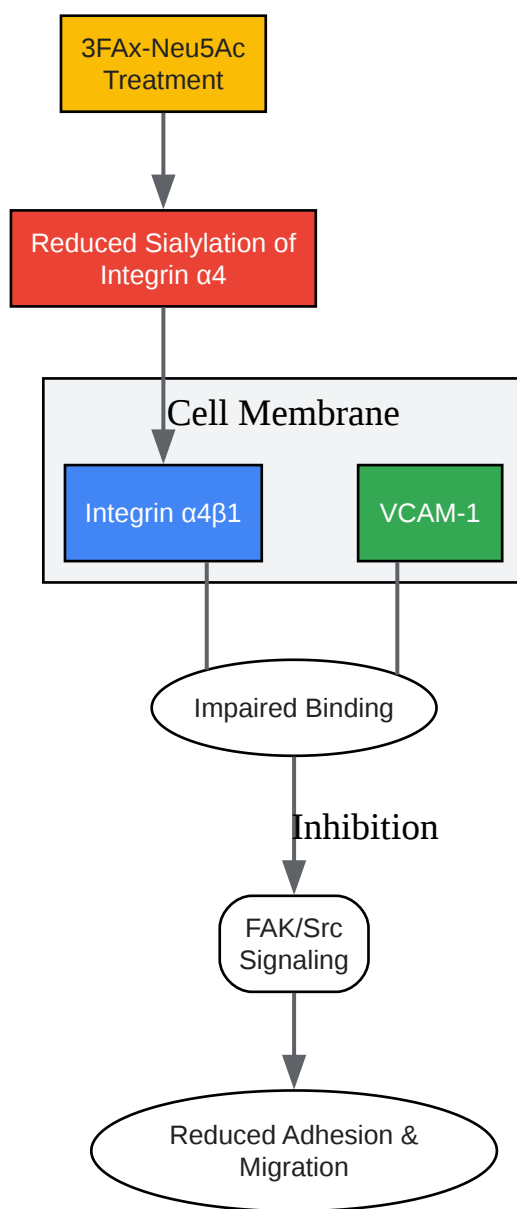 3FAx-Neu5Ac
Treatment
Reduced Sialylation of
Integrin α4
Cell Membrane
Integrin α4β1
VCAM-1
Impaired Binding
Inhibition
FAK/Src
Signaling
Reduced Adhesion &
Migration